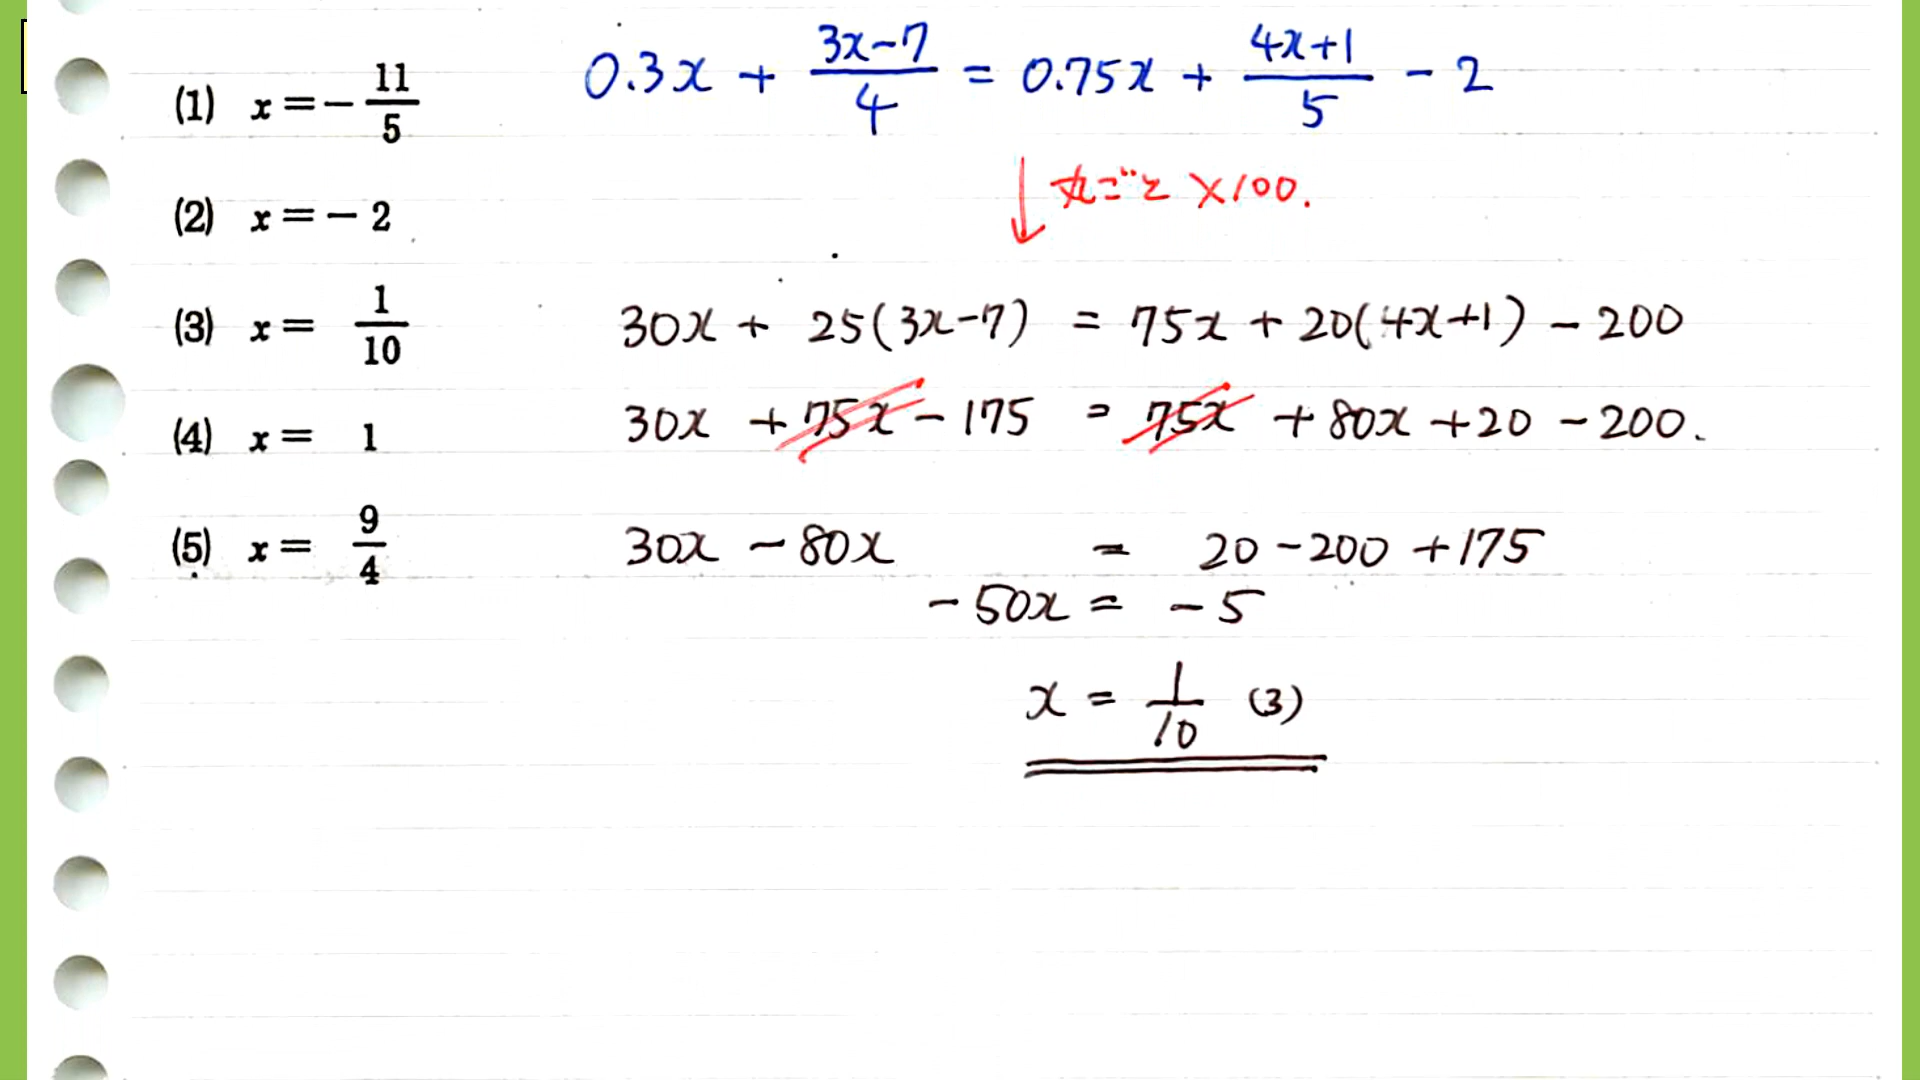 (1) x = -11/5
(2) x = -2
(3) x = 1/10
(4) x = 1
(5) x = 9/4
0.3x + (3x-7)/4 = 0.75x + (4x+1)/5 - 2
↓ 丸ごと ×100.
30x + 25(3x-7) = 75x + 20(4x+1) - 200
30x + 75x - 175 = 75x + 80x + 20 - 200.
30x - 80x = 20 - 200 + 175
-50x = -5
x = 1/10 (3)